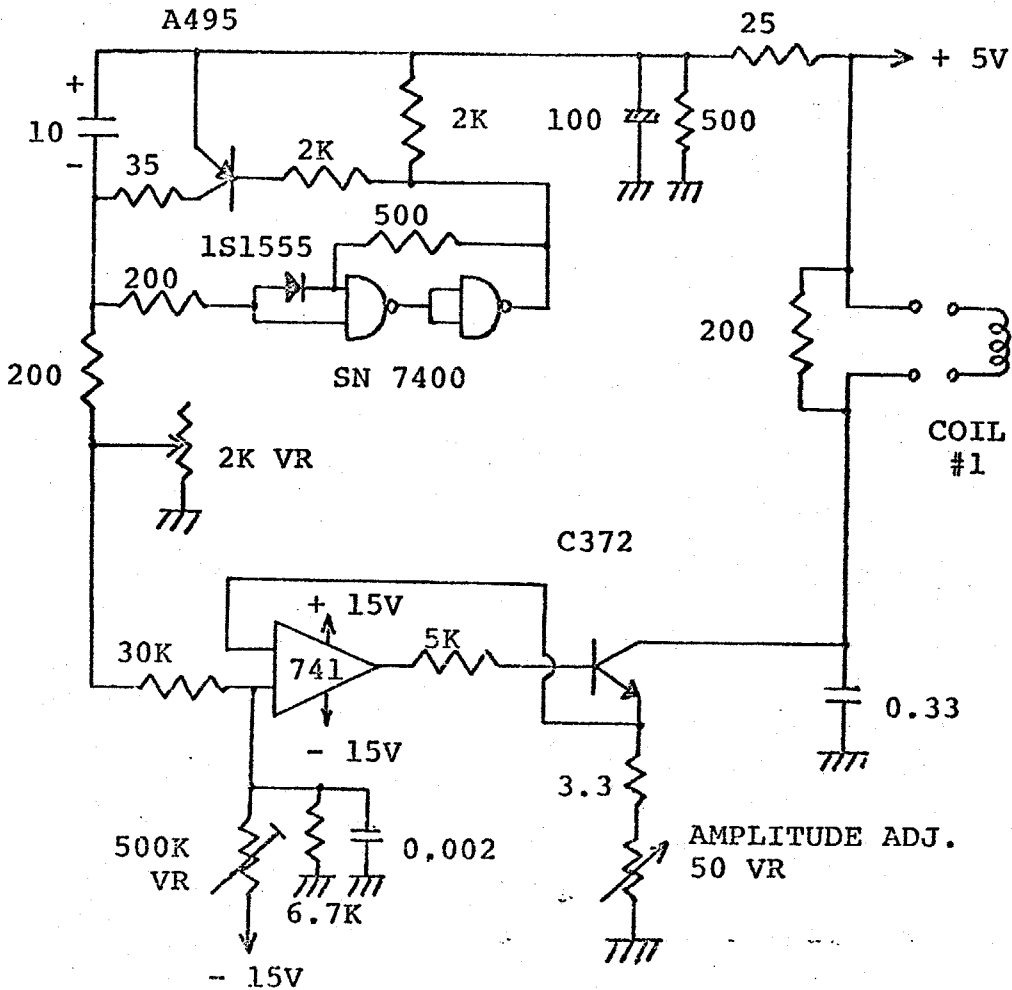 A495
25
+ 5V
+
10
-
2K
100
500
35
2K
500
1S1555
200
200
SN 7400
200
COIL
#1
2K VR
C372
+ 15V
30K
741
5K
- 15V
0.33
3.3
500K
VR
0.002
6.7K
AMPLITUDE ADJ.
50 VR
- 15V